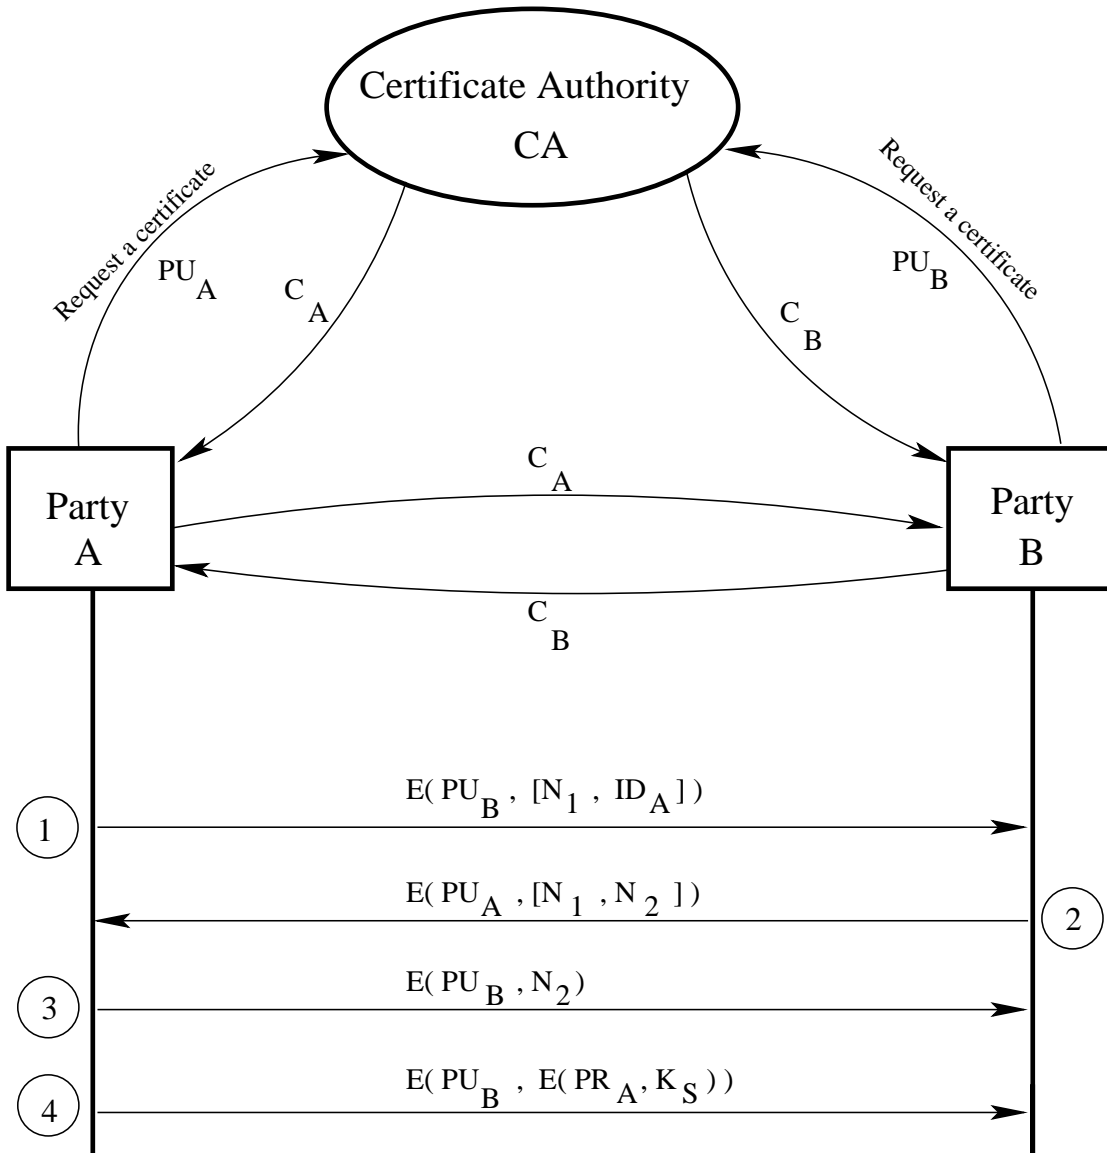 Certificate Authority
CA
Request a certificate
Request a certificate
PU_A
PU_B
C_A
C_B
Party
A
Party
B
C_A
C_B
E( PU_B , [N_1 , ID_A ] )
1
E( PU_A , [N_1 , N_2 ] )
2
E( PU_B , N_2 )
3
E( PU_B , E( PR_A , K_S ) )
4